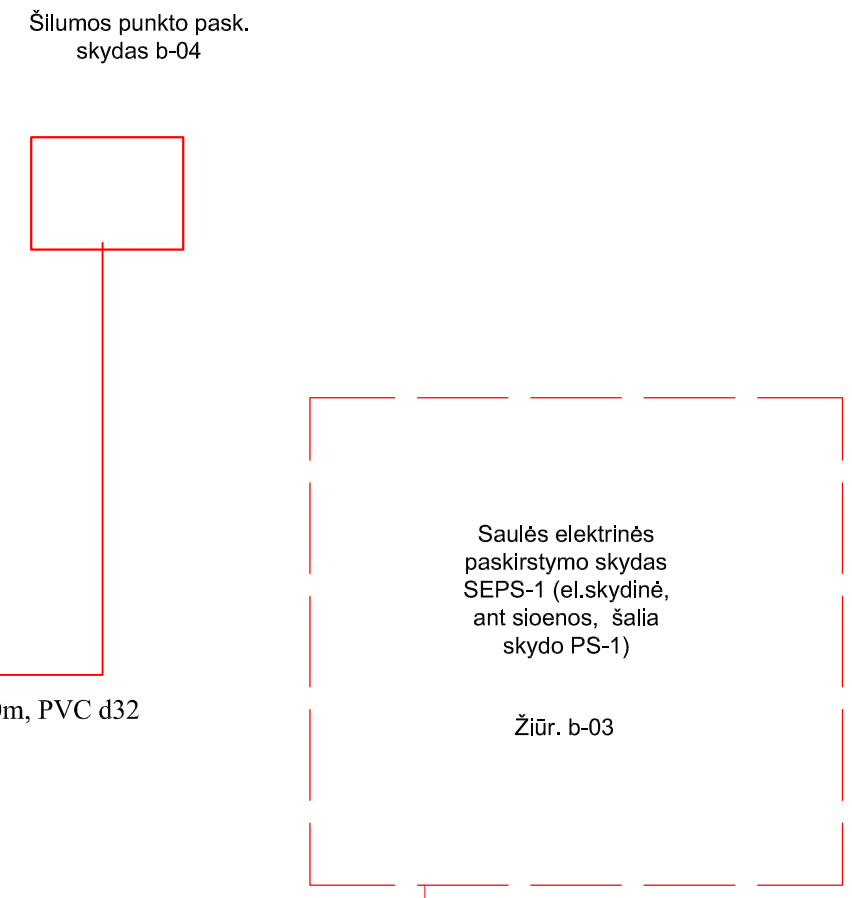 Šilumos punkto pask.
skydas b-04
Saulės elektrinės
paskirstymo skydas
SEPS-1 (el.skydinė,
ant sioenos, šalia
skydo PS-1)
Žiūr. b-03
m, PVC d32